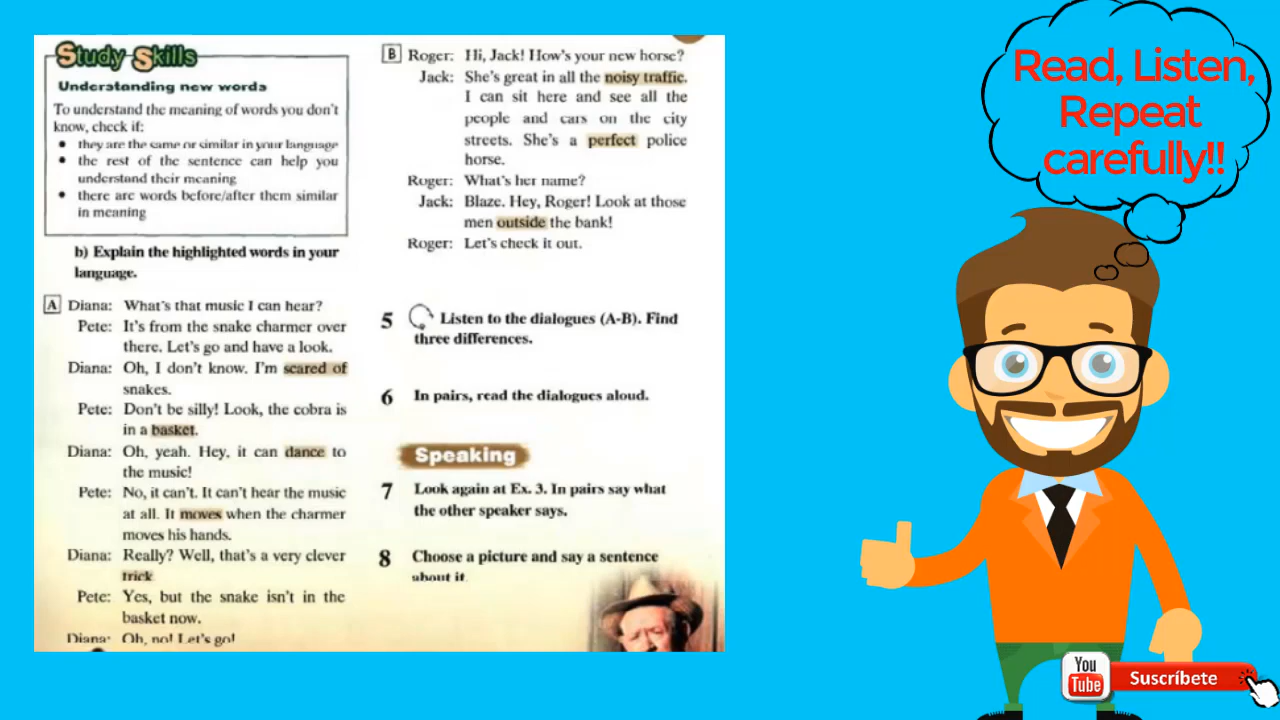 Study Skills
Understanding new words
To understand the meaning of words you don't
know, check if:
• they are the same or similar in your language
• the rest of the sentence can help you
understand their meaning
• there are words before/after them similar
in meaning
b) Explain the highlighted words in your
language.
A Diana: What's that music I can hear?
Pete: It's from the snake charmer over
there. Let's go and have a look.
Diana: Oh, I don't know. I'm scared of
snakes.
Pete: Don't be silly! Look, the cobra is
in a basket.
Diana: Oh, yeah. Hey, it can dance to
the music!
Pete: No, it can't. It can't hear the music
at all. It moves when the charmer
moves his hands.
Diana: Really? Well, that's a very clever
trick
Pete: Yes, but the snake isn't in the
basket now.
Diana: Oh, no! Let's go!
B Roger: Hi, Jack! How's your new horse?
Jack: She's great in all the noisy traffic.
I can sit here and see all the
people and cars on the city
streets. She's a perfect police
horse.
Roger: What's her name?
Jack: Blaze. Hey, Roger! Look at those
men outside the bank!
Roger: Let's check it out.
5 Listen to the dialogues (A-B). Find
three differences.
6 In pairs, read the dialogues aloud.
Speaking
7 Look again at Ex. 3. In pairs say what
the other speaker says.
8 Choose a picture and say a sentence
about it.
Read, Listen,
Repeat
carefully!!
You
Tube
Suscríbete